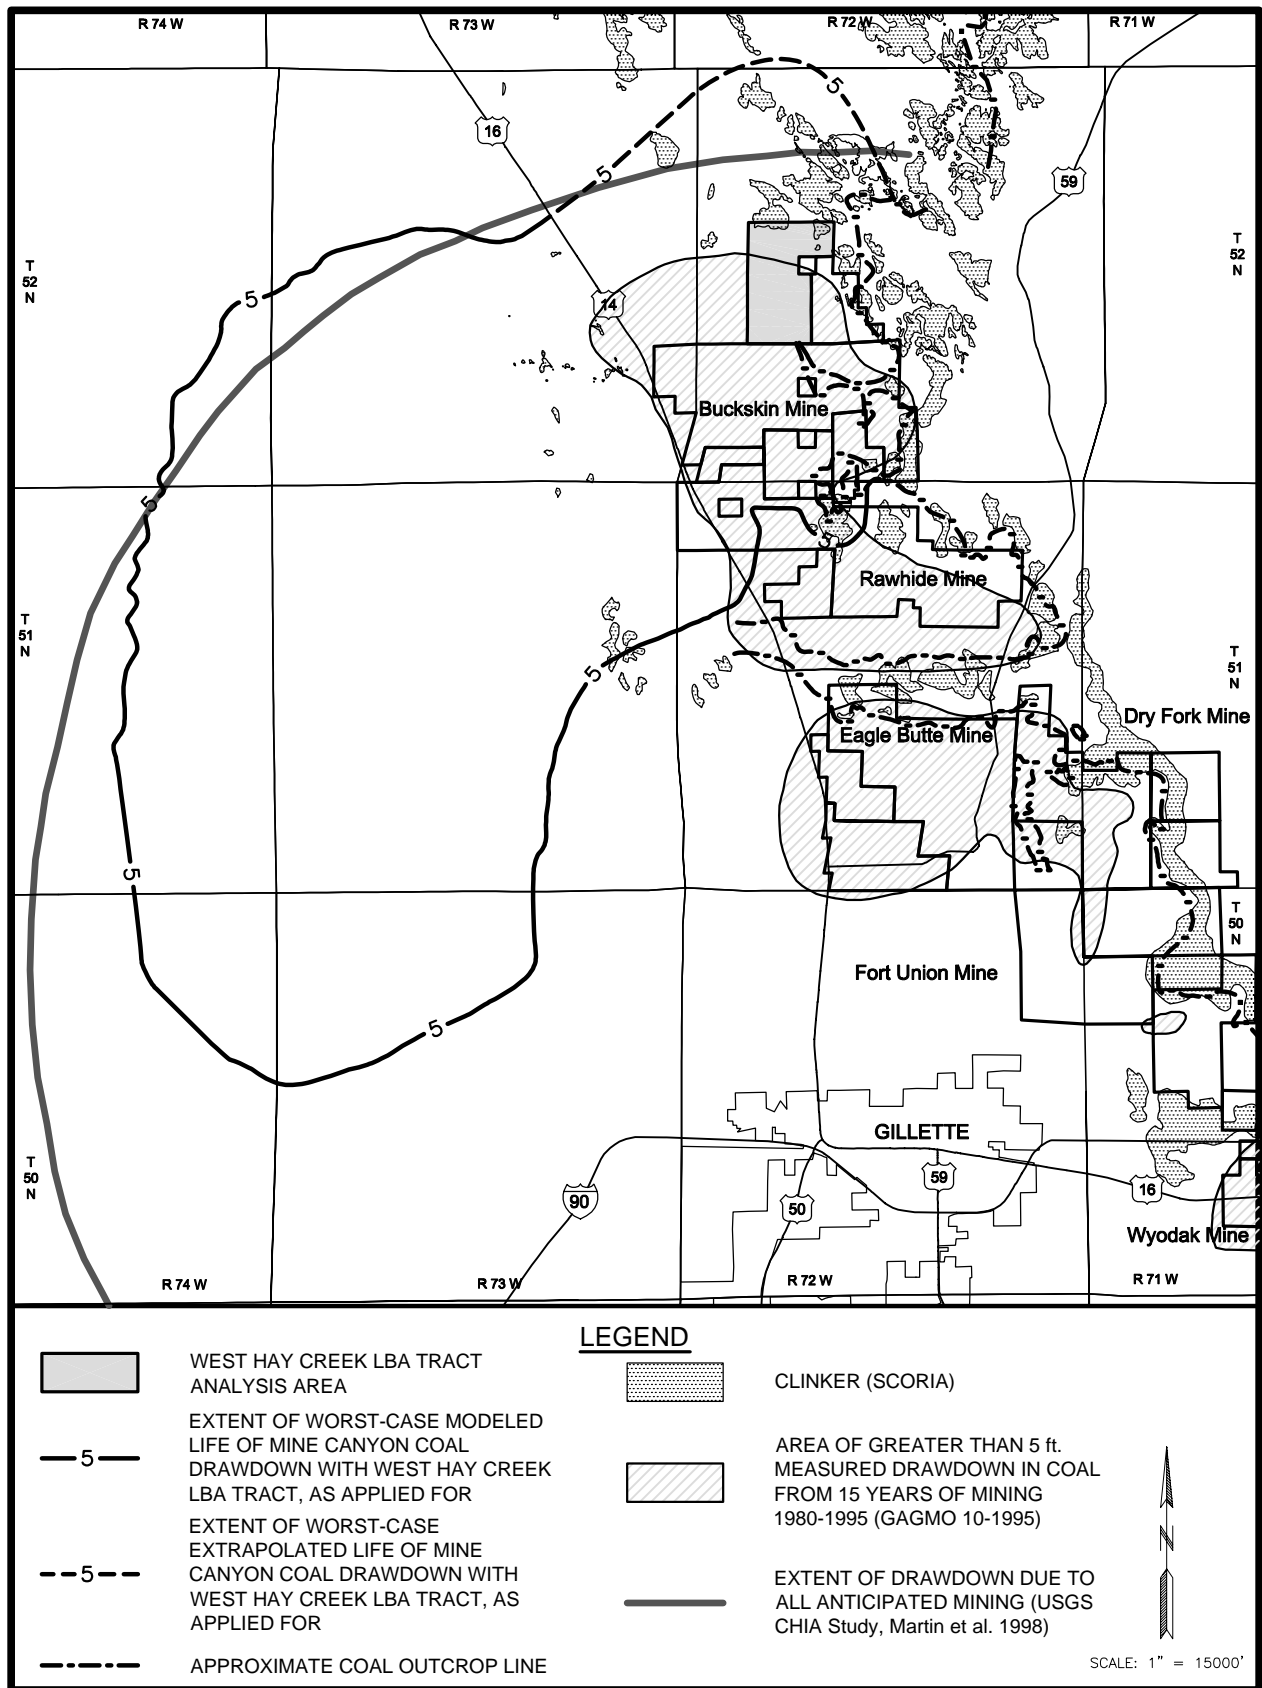 R 74 W
R 73 W
R 72 W
R 71 W
5
16
59
5
T
52
N
T
52
N
5
14
Buckskin Mine
5
5
Rawhide Mine
T
51
N
T
51
N
5
Dry Fork Mine
Eagle Butte Mine
5
T
50
N
Fort Union Mine
5
GILLETTE
T
50
N
90
50
59
16
Wyodak Mine
R 74 W
R 73 W
R 72 W
R 71 W
LEGEND
WEST HAY CREEK LBA TRACT
ANALYSIS AREA
5
EXTENT OF WORST-CASE MODELED
LIFE OF MINE CANYON COAL
DRAWDOWN WITH WEST HAY CREEK
LBA TRACT, AS APPLIED FOR
5
EXTENT OF WORST-CASE
EXTRAPOLATED LIFE OF MINE
CANYON COAL DRAWDOWN WITH
WEST HAY CREEK LBA TRACT, AS
APPLIED FOR
APPROXIMATE COAL OUTCROP LINE
CLINKER (SCORIA)
AREA OF GREATER THAN 5 ft.
MEASURED DRAWDOWN IN COAL
FROM 15 YEARS OF MINING
1980-1995 (GAGMO 10-1995)
EXTENT OF DRAWDOWN DUE TO
ALL ANTICIPATED MINING (USGS
CHIA Study, Martin et al. 1998)
N
SCALE: 1" = 15000'